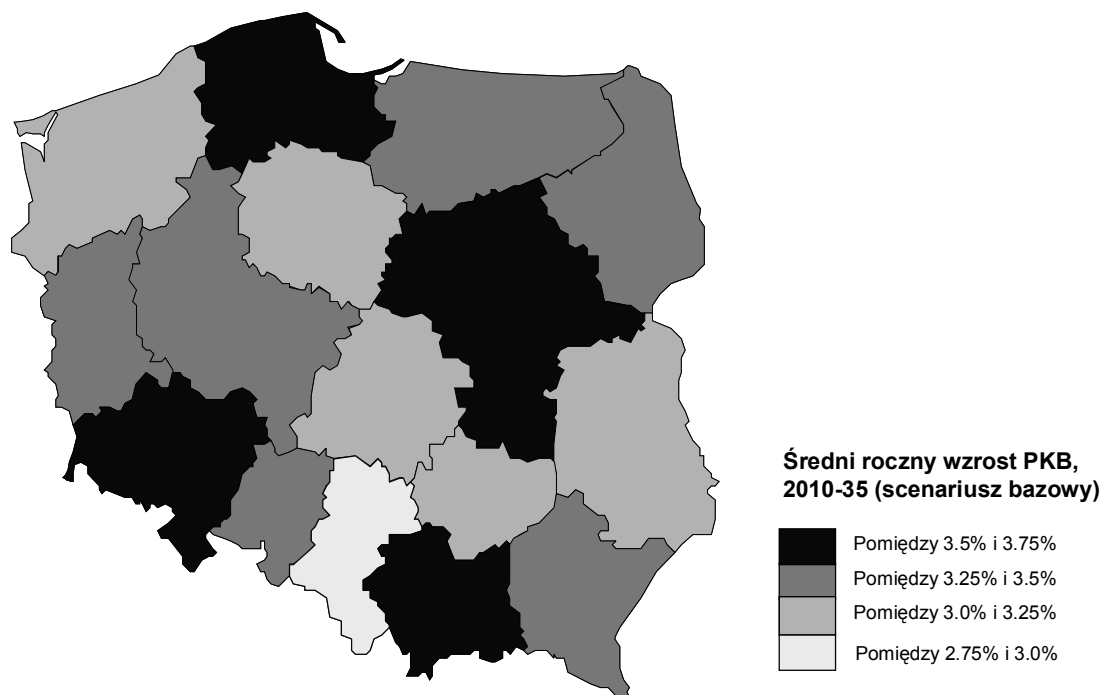 Średni roczny wzrost PKB,
2010-35 (scenariusz bazowy)
Pomiędzy 3.5% i 3.75%
Pomiędzy 3.25% i 3.5%
Pomiędzy 3.0% i 3.25%
Pomiędzy 2.75% i 3.0%